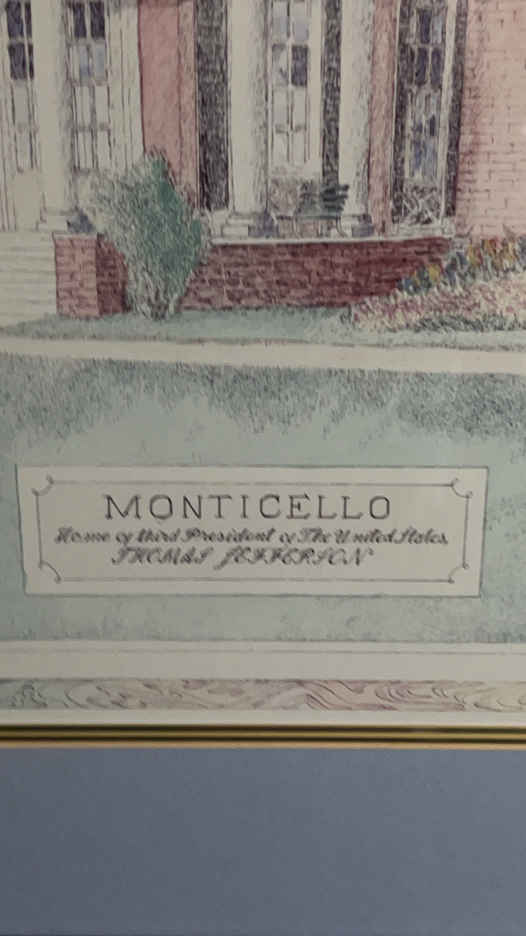 MONTICELLO
Home of third President of The United States,
THOMAS JEFFERSON